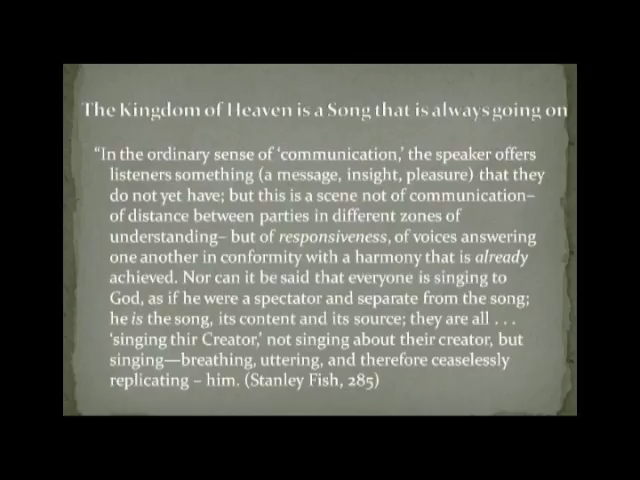 The Kingdom of Heaven is a Song that is always going on
“In the ordinary sense of ‘communication,’ the speaker offers
listeners something (a message, insight, pleasure) that they
do not yet have; but this is a scene not of communication–
of distance between parties in different zones of
understanding– but of responsiveness, of voices answering
one another in conformity with a harmony that is already
achieved. Nor can it be said that everyone is singing to
God, as if he were a spectator and separate from the song;
he is the song, its content and its source; they are all . . .
‘singing thir Creator,’ not singing about their creator, but
singing—breathing, uttering, and therefore ceaselessly
replicating – him. (Stanley Fish, 285)